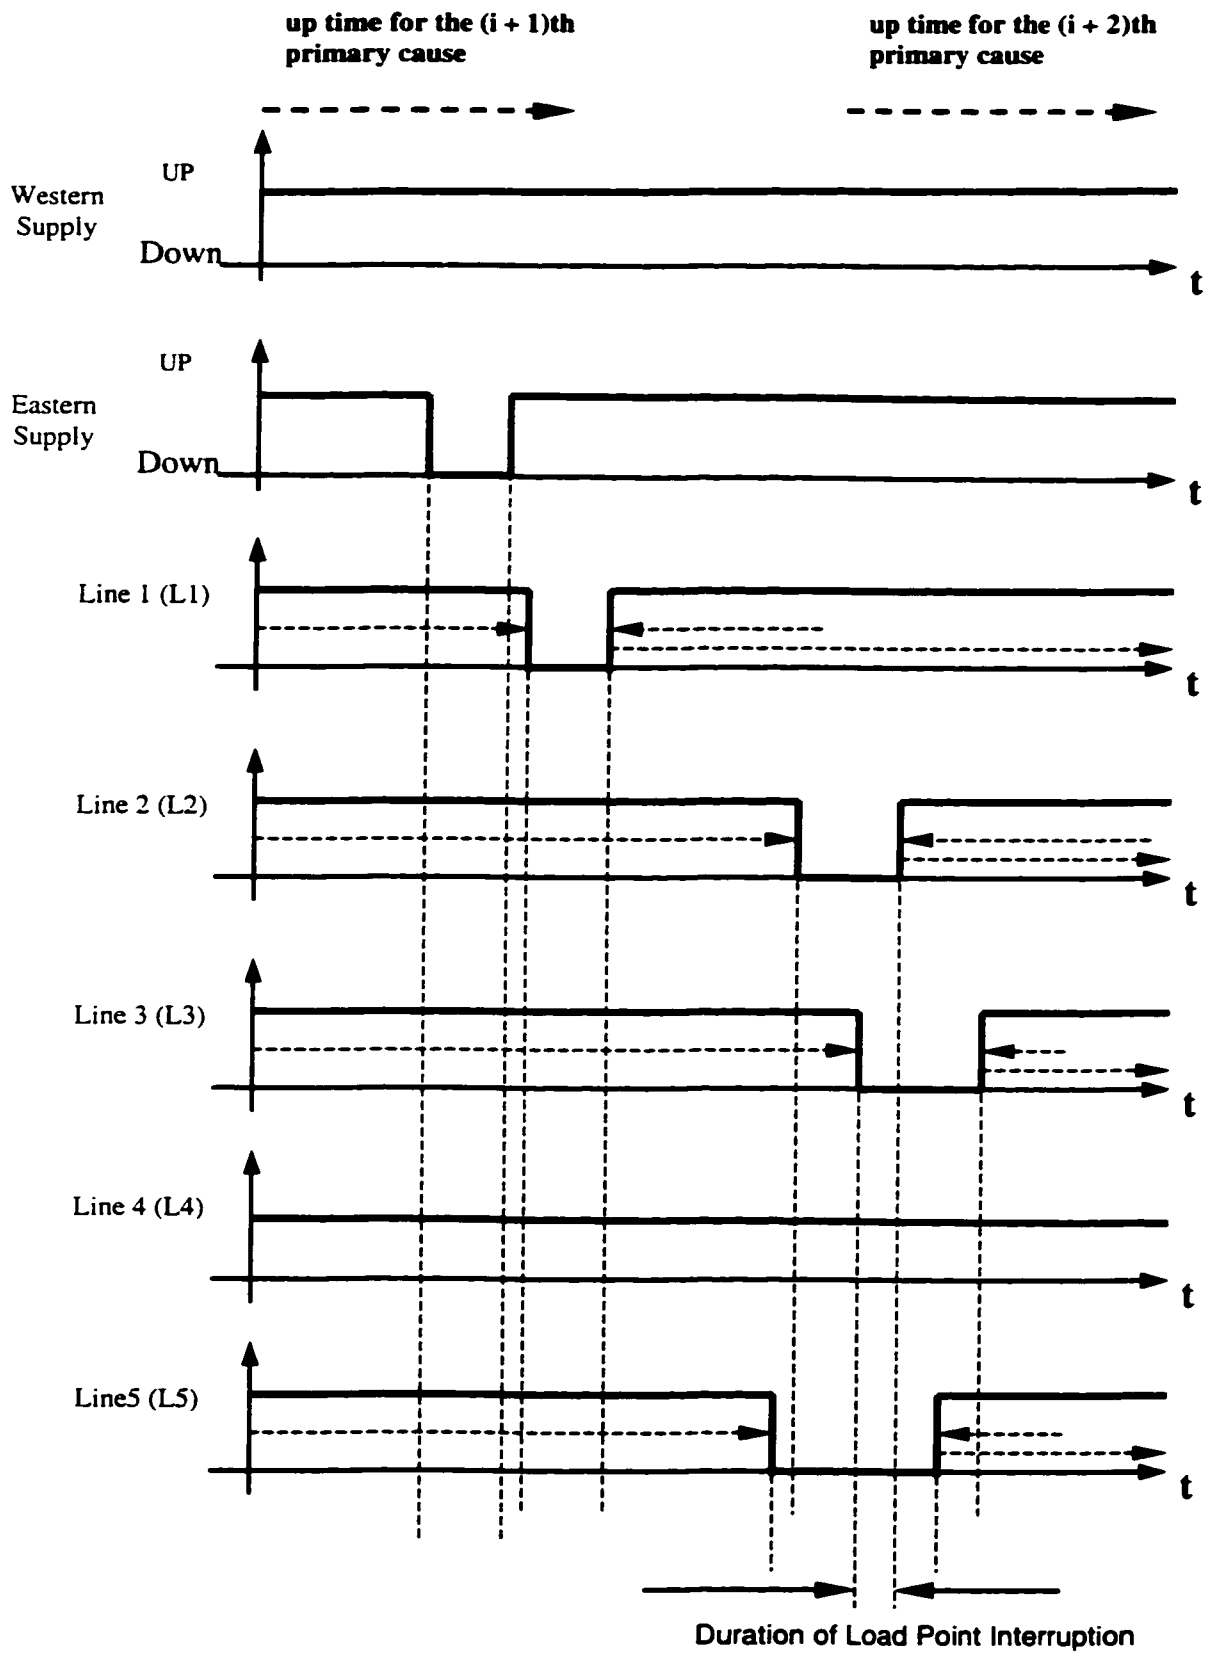 up time for the (i + 1)th
primary cause
up time for the (i + 2)th
primary cause
UP
Western
Supply
Down
t
UP
Eastern
Supply
Down
t
Line 1 (L1)
t
Line 2 (L2)
t
Line 3 (L3)
t
Line 4 (L4)
t
Line5 (L5)
t
Duration of Load Point Interruption